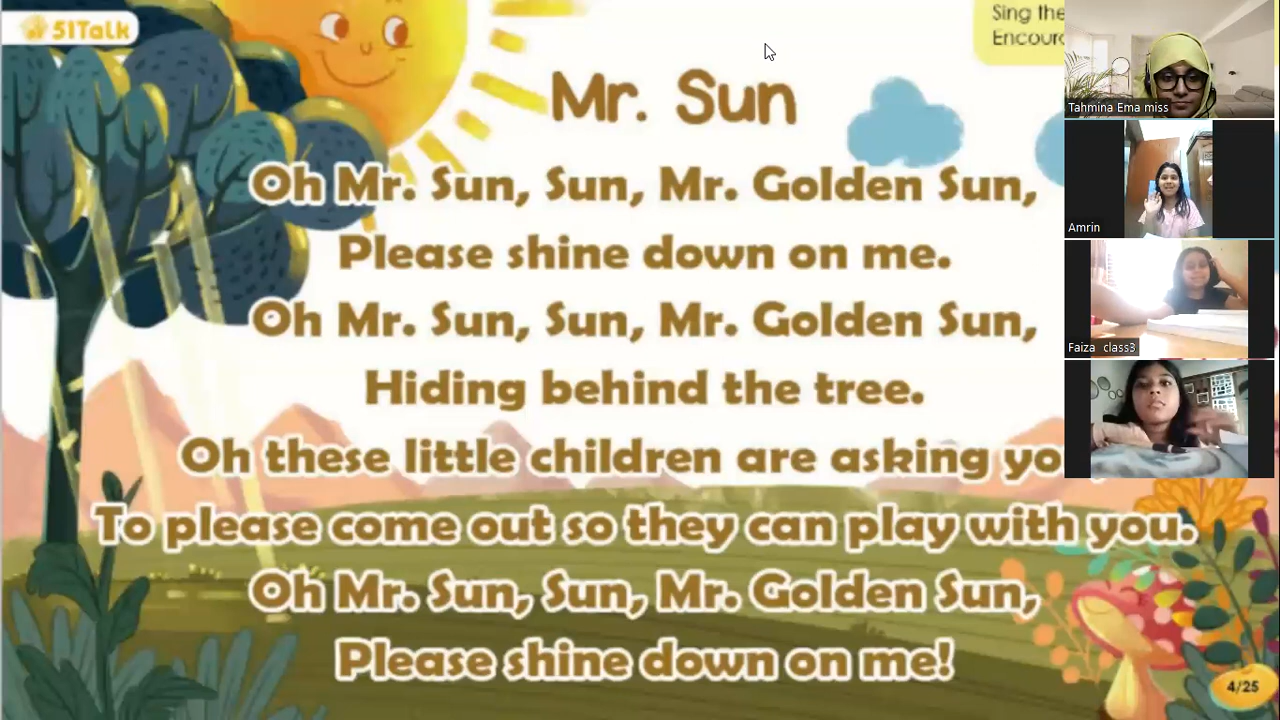 51Talk
Sing the
Mr. Sun
Oh Mr. Sun, Sun, Mr. Golden Sun,
Please shine down on me.
Oh Mr. Sun, Sun, Mr. Golden Sun,
Hiding behind the tree.
Oh these little children are asking
To please come out so they can play with you.
Oh Mr. Sun, Sun, Mr. Golden Sun,
Please shine down on me!
4/25
Tahmina Ema miss
Amrin
Faiza class3